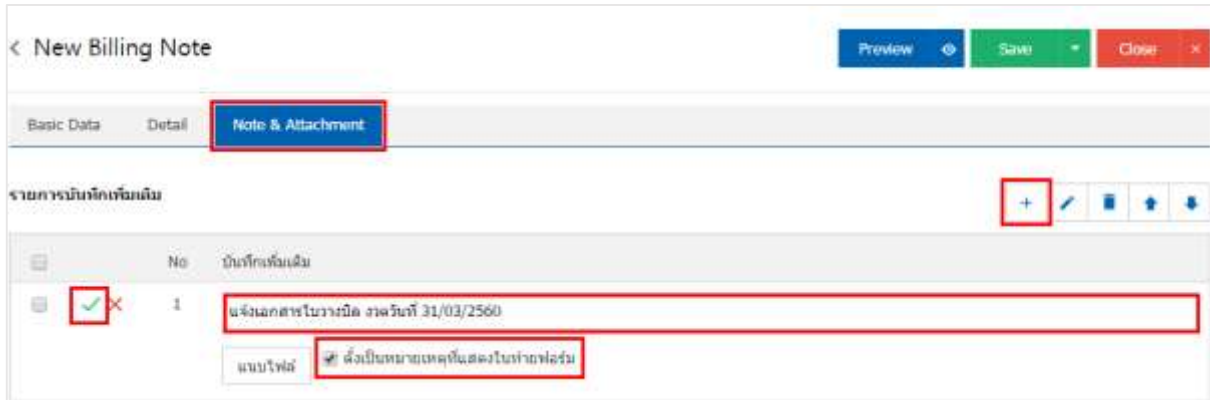 New Billing Note
Preview Save Close
Basic Data Detail Note & Attachment
รายการบันทึกเพิ่มเติม
No บันทึกเพิ่มเติม
1 แจ้งเอกสารใบวางบิล งวดวันที่ 31/03/2560
แนบไฟล์ ตั้งเป็นหมายเหตุที่แสดงในท้ายฟอร์ม